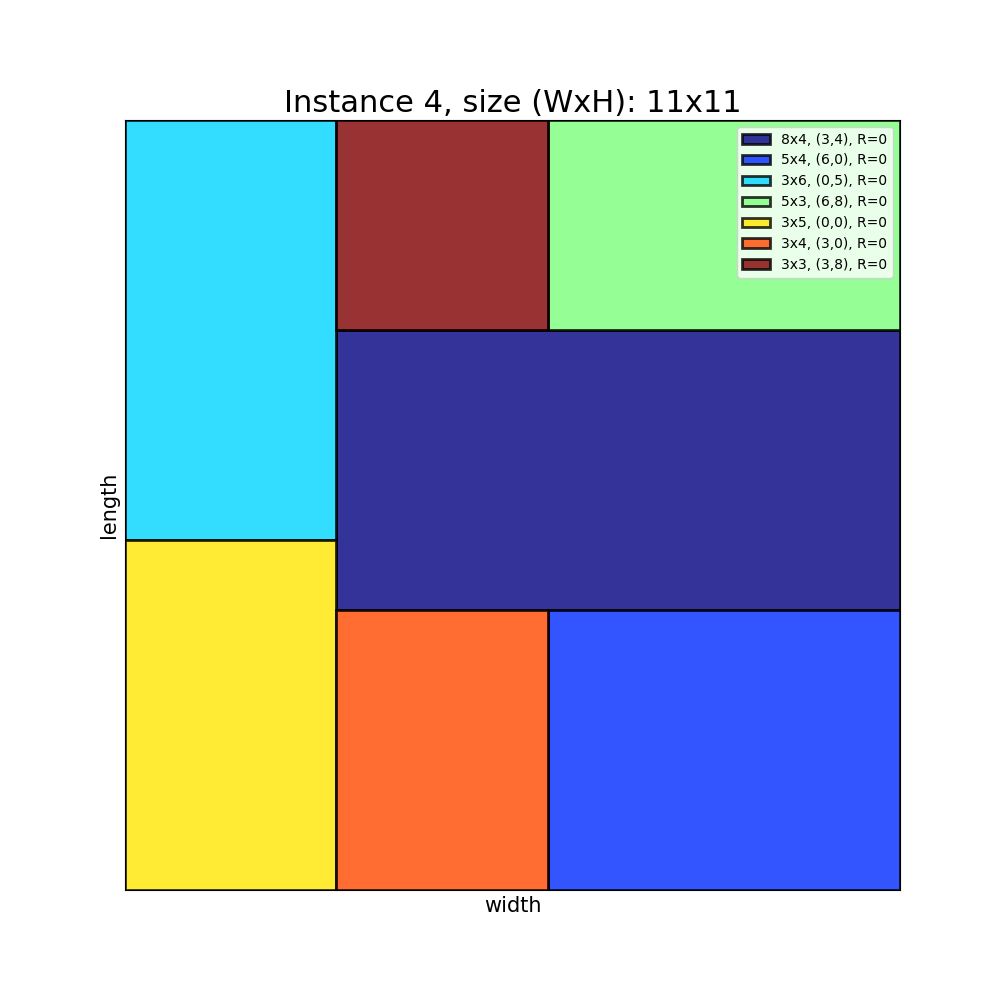 Instance 4, size (WxH): 11x11
8x4, (3,4), R=0
5x4, (6,0), R=0
3x6, (0,5), R=0
5x3, (6,8), R=0
3x5, (0,0), R=0
3x4, (3,0), R=0
3x3, (3,8), R=0
length
width